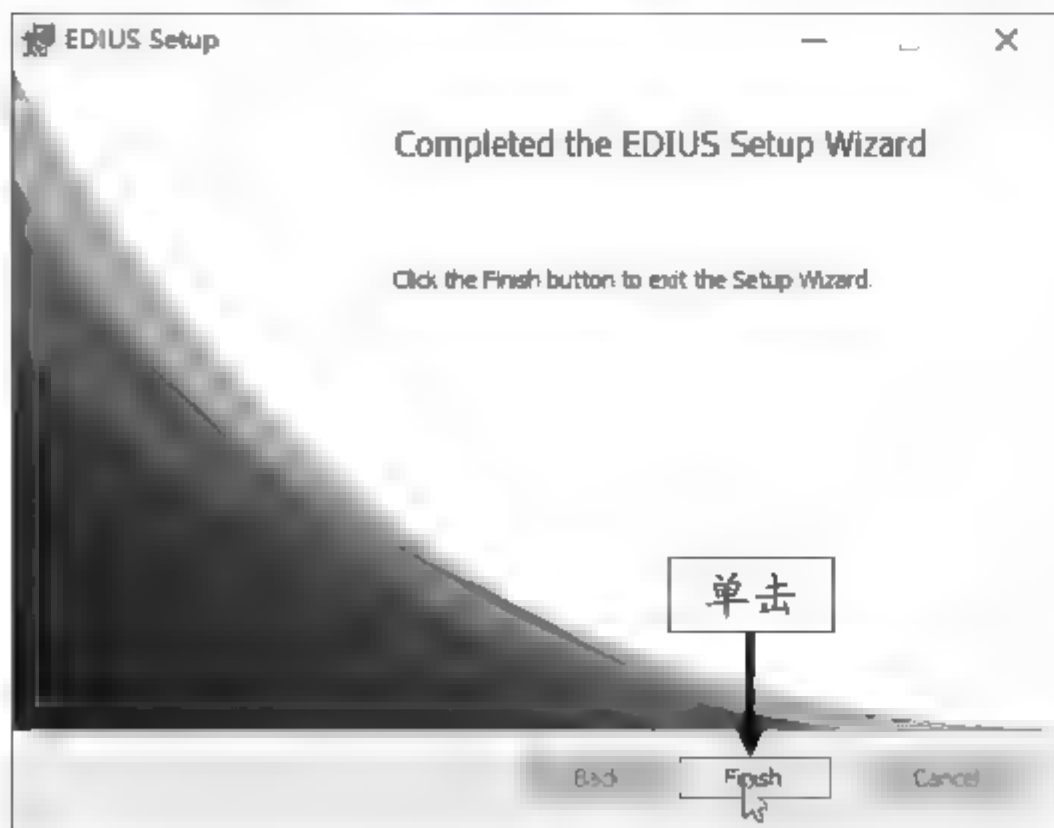 EDIUS Setup
Completed the EDIUS Setup Wizard
Click the Finish button to exit the Setup Wizard.
单击
Back
Finish
Cancel